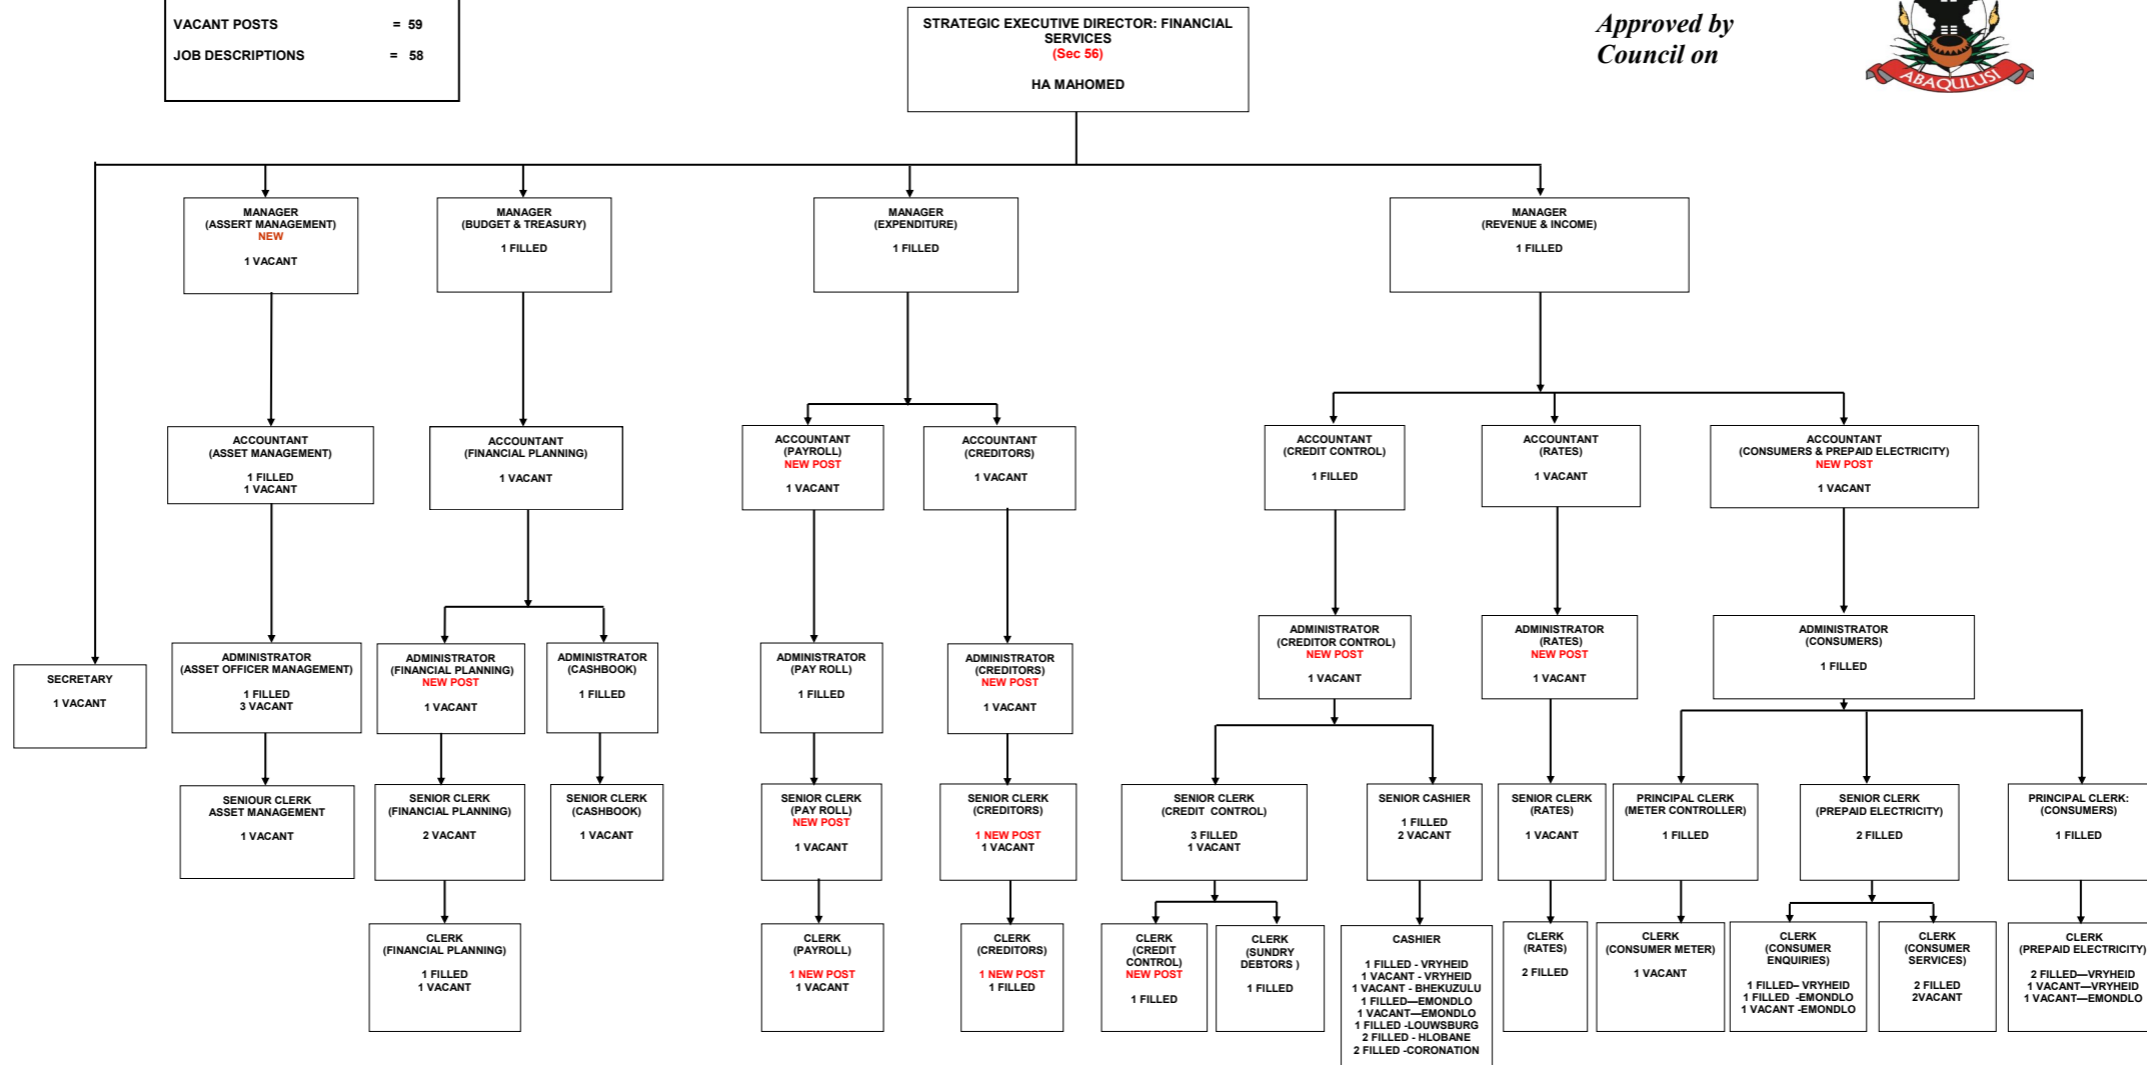 VACANT POSTS = 59
JOB DESCRIPTIONS = 58
STRATEGIC EXECUTIVE DIRECTOR: FINANCIAL
SERVICES
(Sec 56)
HA MAHOMED
Approved by
Council on
ABAQULUSI
MANAGER
(ASSERT MANAGEMENT)
NEW
1 VACANT
MANAGER
(BUDGET & TREASURY)
1 FILLED
MANAGER
(EXPENDITURE)
1 FILLED
MANAGER
(REVENUE & INCOME)
1 FILLED
ACCOUNTANT
(ASSET MANAGEMENT)
1 FILLED
1 VACANT
ACCOUNTANT
(FINANCIAL PLANNING)
1 VACANT
ACCOUNTANT
(PAYROLL)
NEW POST
1 VACANT
ACCOUNTANT
(CREDITORS)
1 VACANT
ACCOUNTANT
(CREDIT CONTROL)
1 FILLED
ACCOUNTANT
(RATES)
1 VACANT
ACCOUNTANT
(CONSUMERS & PREPAID ELECTRICITY)
NEW POST
1 VACANT
SECRETARY
1 VACANT
ADMINISTRATOR
(ASSET OFFICER MANAGEMENT)
1 FILLED
3 VACANT
ADMINISTRATOR
(FINANCIAL PLANNING)
NEW POST
1 VACANT
ADMINISTRATOR
(CASHBOOK)
1 FILLED
ADMINISTRATOR
(PAY ROLL)
1 FILLED
ADMINISTRATOR
(CREDITORS)
NEW POST
1 VACANT
ADMINISTRATOR
(CREDITOR CONTROL)
NEW POST
1 VACANT
ADMINISTRATOR
(RATES)
NEW POST
1 VACANT
ADMINISTRATOR
(CONSUMERS)
1 FILLED
SENIOUR CLERK
ASSET MANAGEMENT
1 VACANT
SENIOR CLERK
(FINANCIAL PLANNING)
2 VACANT
SENIOR CLERK
(CASHBOOK)
1 VACANT
SENIOR CLERK
(PAY ROLL)
NEW POST
1 VACANT
SENIOR CLERK
(CREDITORS)
1 NEW POST
1 VACANT
SENIOR CLERK
(CREDIT CONTROL)
3 FILLED
1 VACANT
SENIOR CASHIER
1 FILLED
2 VACANT
SENIOR CLERK
(RATES)
1 VACANT
PRINCIPAL CLERK
(METER CONTROLLER)
1 FILLED
SENIOR CLERK
(PREPAID ELECTRICITY)
2 FILLED
PRINCIPAL CLERK:
(CONSUMERS)
1 FILLED
CLERK
(FINANCIAL PLANNING)
1 FILLED
1 VACANT
CLERK
(PAYROLL)
1 NEW POST
1 VACANT
CLERK
(CREDITORS)
1 NEW POST
1 FILLED
CLERK
(CREDIT
CONTROL)
NEW POST
1 FILLED
CLERK
(SUNDRY
DEBTORS )
1 FILLED
CASHIER
1 FILLED - VRYHEID
1 VACANT - VRYHEID
1 VACANT - BHEKUZULU
1 FILLED—EMONDLO
1 VACANT—EMONDLO
1 FILLED -LOUWSBURG
2 FILLED - HLOBANE
2 FILLED -CORONATION
CLERK
(RATES)
2 FILLED
CLERK
(CONSUMER METER)
1 VACANT
CLERK
(CONSUMER
ENQUIRIES)
1 FILLED– VRYHEID
1 FILLED -EMONDLO
1 VACANT -EMONDLO
CLERK
(CONSUMER
SERVICES)
2 FILLED
2VACANT
CLERK
(PREPAID ELECTRICITY)
2 FILLED—VRYHEID
1 VACANT—VRYHEID
1 VACANT—EMONDLO